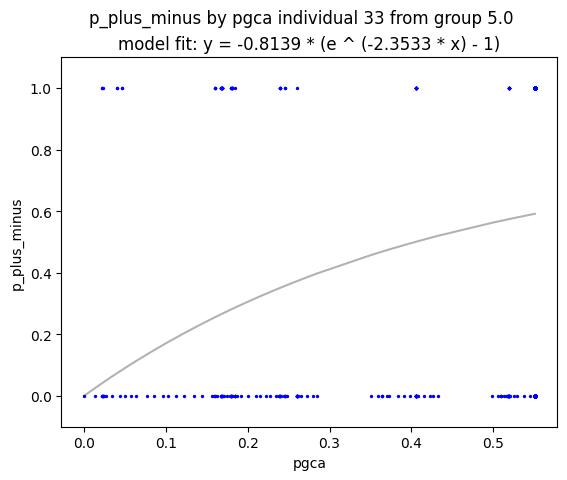 p_plus_minus by pgca individual 33 from group 5.0
model fit: y = -0.8139 * (e ^ (-2.3533 * x) - 1)
p_plus_minus
1.0
0.8
0.6
0.4
0.2
0.0
0.0 0.1 0.2 0.3 0.4 0.5
pgca